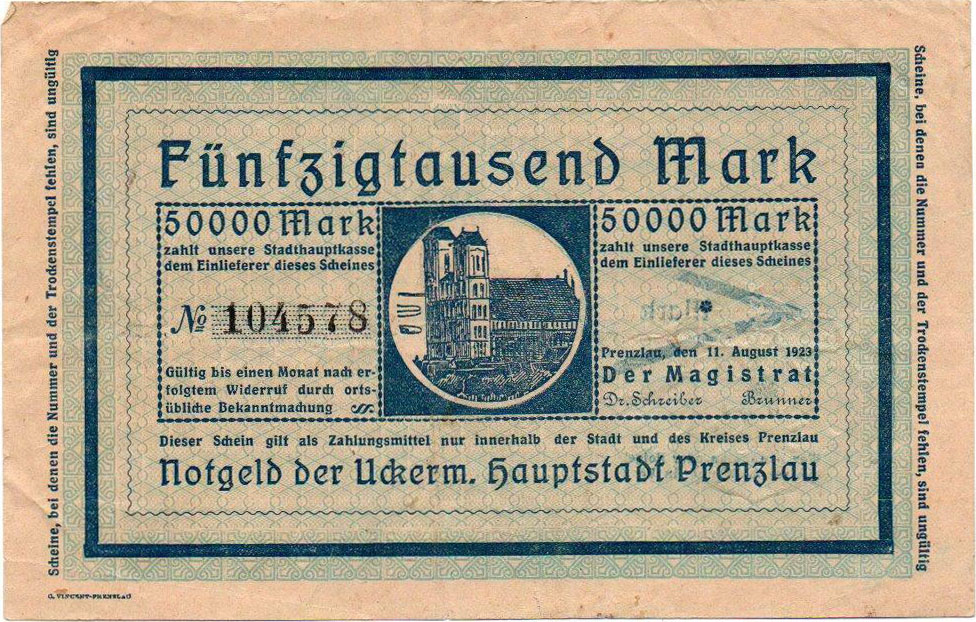 Fünfzigtausend Mark
50000 Mark
zahlt unsere Stadthauptkasse
dem Einlieferer dieses Scheines
№ 104578
Gültig bis einen Monat nach er-
folgtem Widerruf durch orts-
übliche Bekanntmachung
50000 Mark
zahlt unsere Stadthauptkasse
dem Einlieferer dieses Scheines
Mark
Prenzlau, den 11. August 1923
Der Magistrat
Dr. Schreiber Brunner
Dieser Schein gilt als Zahlungsmittel nur innerhalb der Stadt und des Kreises Prenzlau
Notgeld der Uckerm. Hauptstadt Prenzlau
Scheine, bei denen die Nummer und der Trockenstempel fehlen, sind ungültig
Scheine, bei denen die Nummer und der Trockenstempel fehlen, sind ungültig
C. VINCENT-PRENZLAU